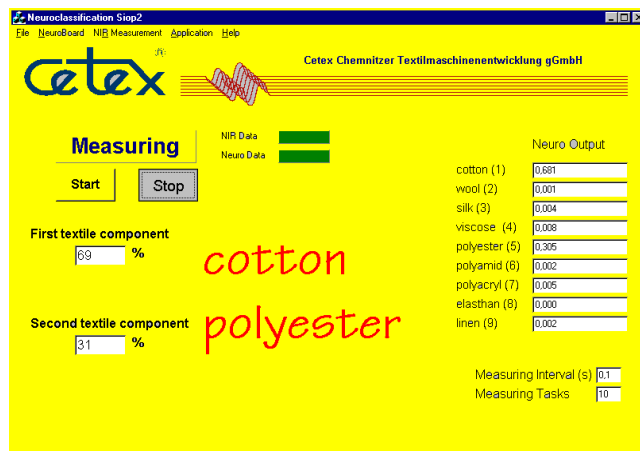 Neuroclassification Siop2
File NeuroBoard NIR Measurement Application Help
cetex
Cetex Chemnitzer Textilmaschinenentwicklung gGmbH
Measuring
NIR Data
Neuro Data
Start Stop
First textile component
69 %
cotton
Second textile component
31 %
polyester
Neuro Output
cotton (1) 0,681
wool (2) 0,001
silk (3) 0,004
viscose (4) 0,008
polyester (5) 0,305
polyamid (6) 0,002
polyacryl (7) 0,005
elasthan (8) 0,000
linen (9) 0,002
Measuring Interval (s) 0,1
Measuring Tasks 10